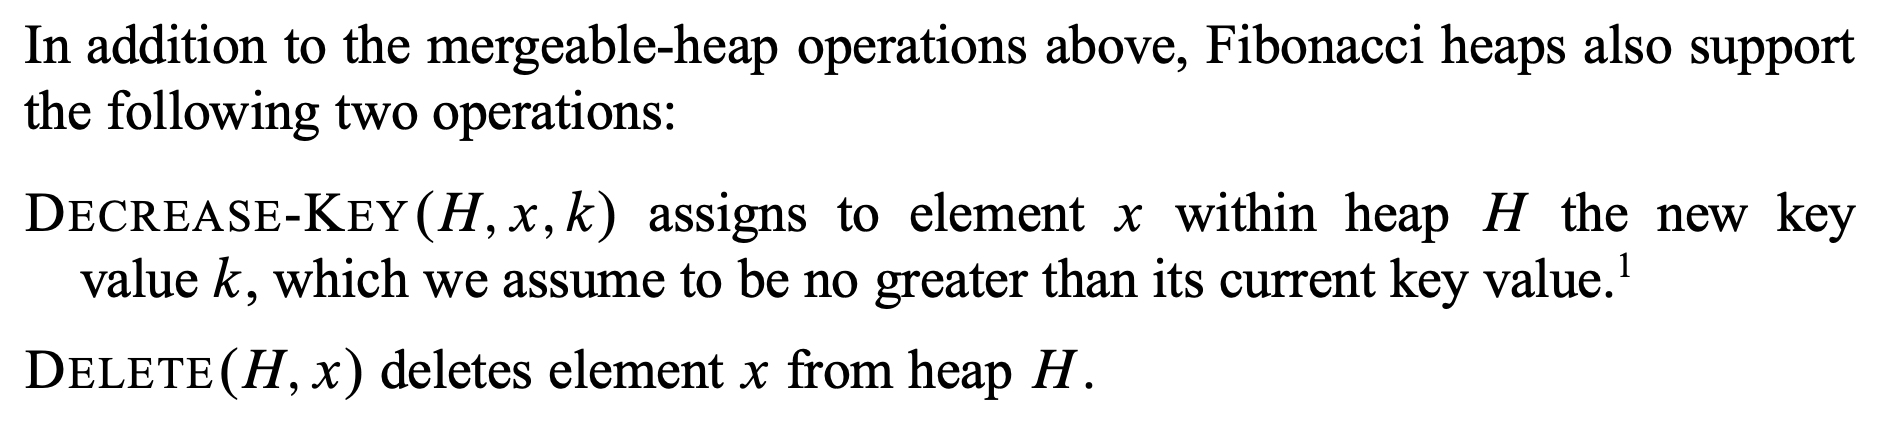 In addition to the mergeable-heap operations above, Fibonacci heaps also support
the following two operations:
DECREASE-KEY(H, x, k) assigns to element x within heap H the new key
value k, which we assume to be no greater than its current key value.¹
DELETE(H, x) deletes element x from heap H.